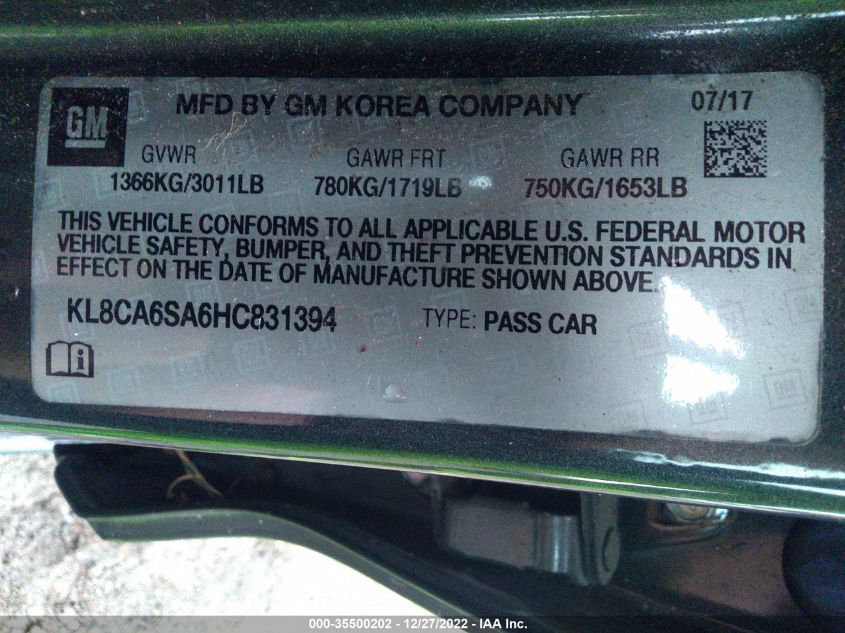 GM
MFD BY GM KOREA COMPANY
07/17
GVWR GAWR FRT GAWR RR
1366KG/3011LB 780KG/1719LB 750KG/1653LB
THIS VEHICLE CONFORMS TO ALL APPLICABLE U.S. FEDERAL MOTOR
VEHICLE SAFETY, BUMPER, AND THEFT PREVENTION STANDARDS IN
EFFECT ON THE DATE OF MANUFACTURE SHOWN ABOVE.
KL8CA6SA6HC831394 TYPE: PASS CAR
000-35500202 - 12/27/2022 - IAA Inc.